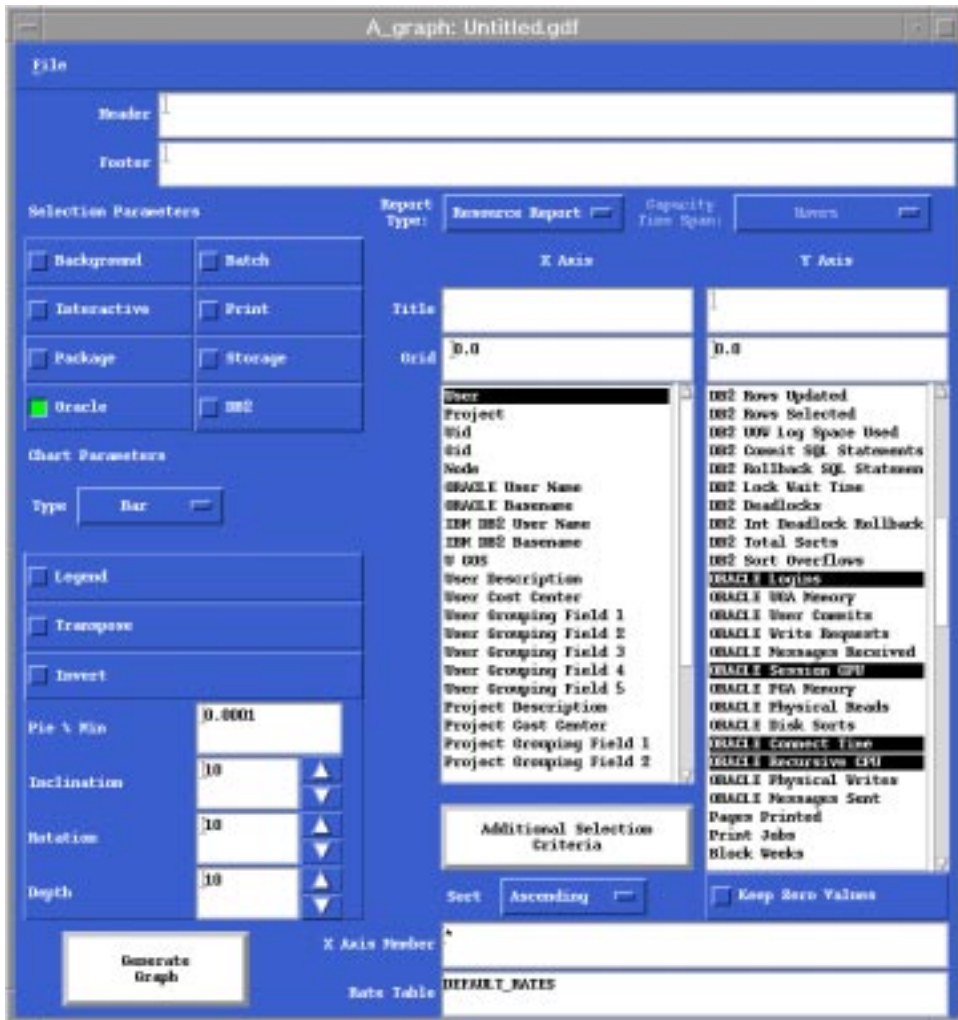 A_graph: Untitled.gdf
File
Header
Footer
Selection Parameters
Report Type:
Resource Report
Capacity Time Span:
Hours
Background
Batch
Interactive
Print
Package
Storage
Oracle
DB2
X Axis
Y Axis
Title
Grid
0.0
0.0
Chart Parameters
Type
Bar
Legend
Transpose
Invert
Pie % Min
0.0001
Inclination
10
Rotation
10
Depth
10
Generate
Graph
User
Project
Uid
Gid
Node
ORACLE User Name
ORACLE Basename
IBM DB2 User Name
IBM DB2 Basename
U GOS
User Description
User Cost Center
User Grouping Field 1
User Grouping Field 2
User Grouping Field 3
User Grouping Field 4
User Grouping Field 5
Project Description
Project Cost Center
Project Grouping Field 1
Project Grouping Field 2
DB2 Rows Updated
DB2 Rows Selected
DB2 UOW Log Space Used
DB2 Commit SQL Statements
DB2 Rollback SQL Statemen
DB2 Lock Wait Time
DB2 Deadlocks
DB2 Int Deadlock Rollback
DB2 Total Sorts
DB2 Sort Overflows
ORACLE Logins
ORACLE UGA Memory
ORACLE User Commits
ORACLE Write Requests
ORACLE Messages Received
ORACLE Session CPU
ORACLE PGA Memory
ORACLE Physical Reads
ORACLE Disk Sorts
ORACLE Connect Time
ORACLE Recursive CPU
ORACLE Physical Writes
ORACLE Messages Sent
Pages Printed
Print Jobs
Block Weeks
Additional Selection
Criteria
Sort
Ascending
Keep Zero Values
X Axis Number
*
Rate Table
DEFAULT_RATES